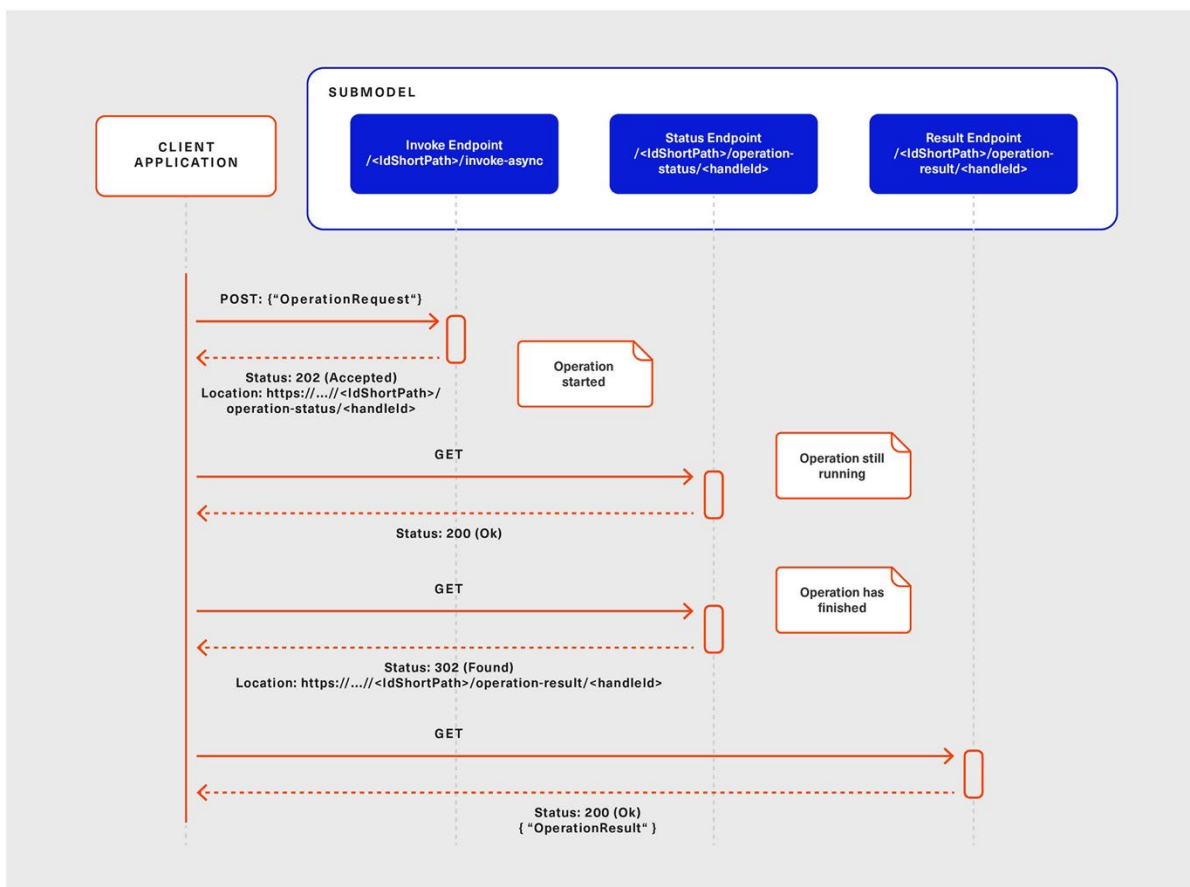 SUBMODEL
CLIENT
APPLICATION
Invoke Endpoint
/<IdShortPath>/invoke-async
Status Endpoint
/<IdShortPath>/operation-
status/<handleId>
Result Endpoint
/<IdShortPath>/operation-
result/<handleId>
POST: {“OperationRequest“}
Status: 202 (Accepted)
Location: https://...//<IdShortPath>/
operation-status/<handleId>
Operation
started
GET
Operation still
running
Status: 200 (Ok)
GET
Operation has
finished
Status: 302 (Found)
Location: https://...//<IdShortPath>/operation-result/<handleId>
GET
Status: 200 (Ok)
{ “OperationResult“ }